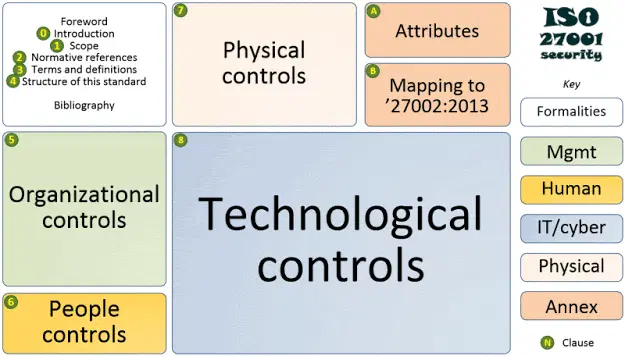 Foreword
0 Introduction
1 Scope
2 Normative references
3 Terms and definitions
4 Structure of this standard
Bibliography
7
Physical
controls
A
Attributes
B
Mapping to
’27002:2013
5
Organizational
controls
8
Technological
controls
6
People
controls
ISO
27001
security
Key
Formalities
Mgmt
Human
IT/cyber
Physical
Annex
N Clause